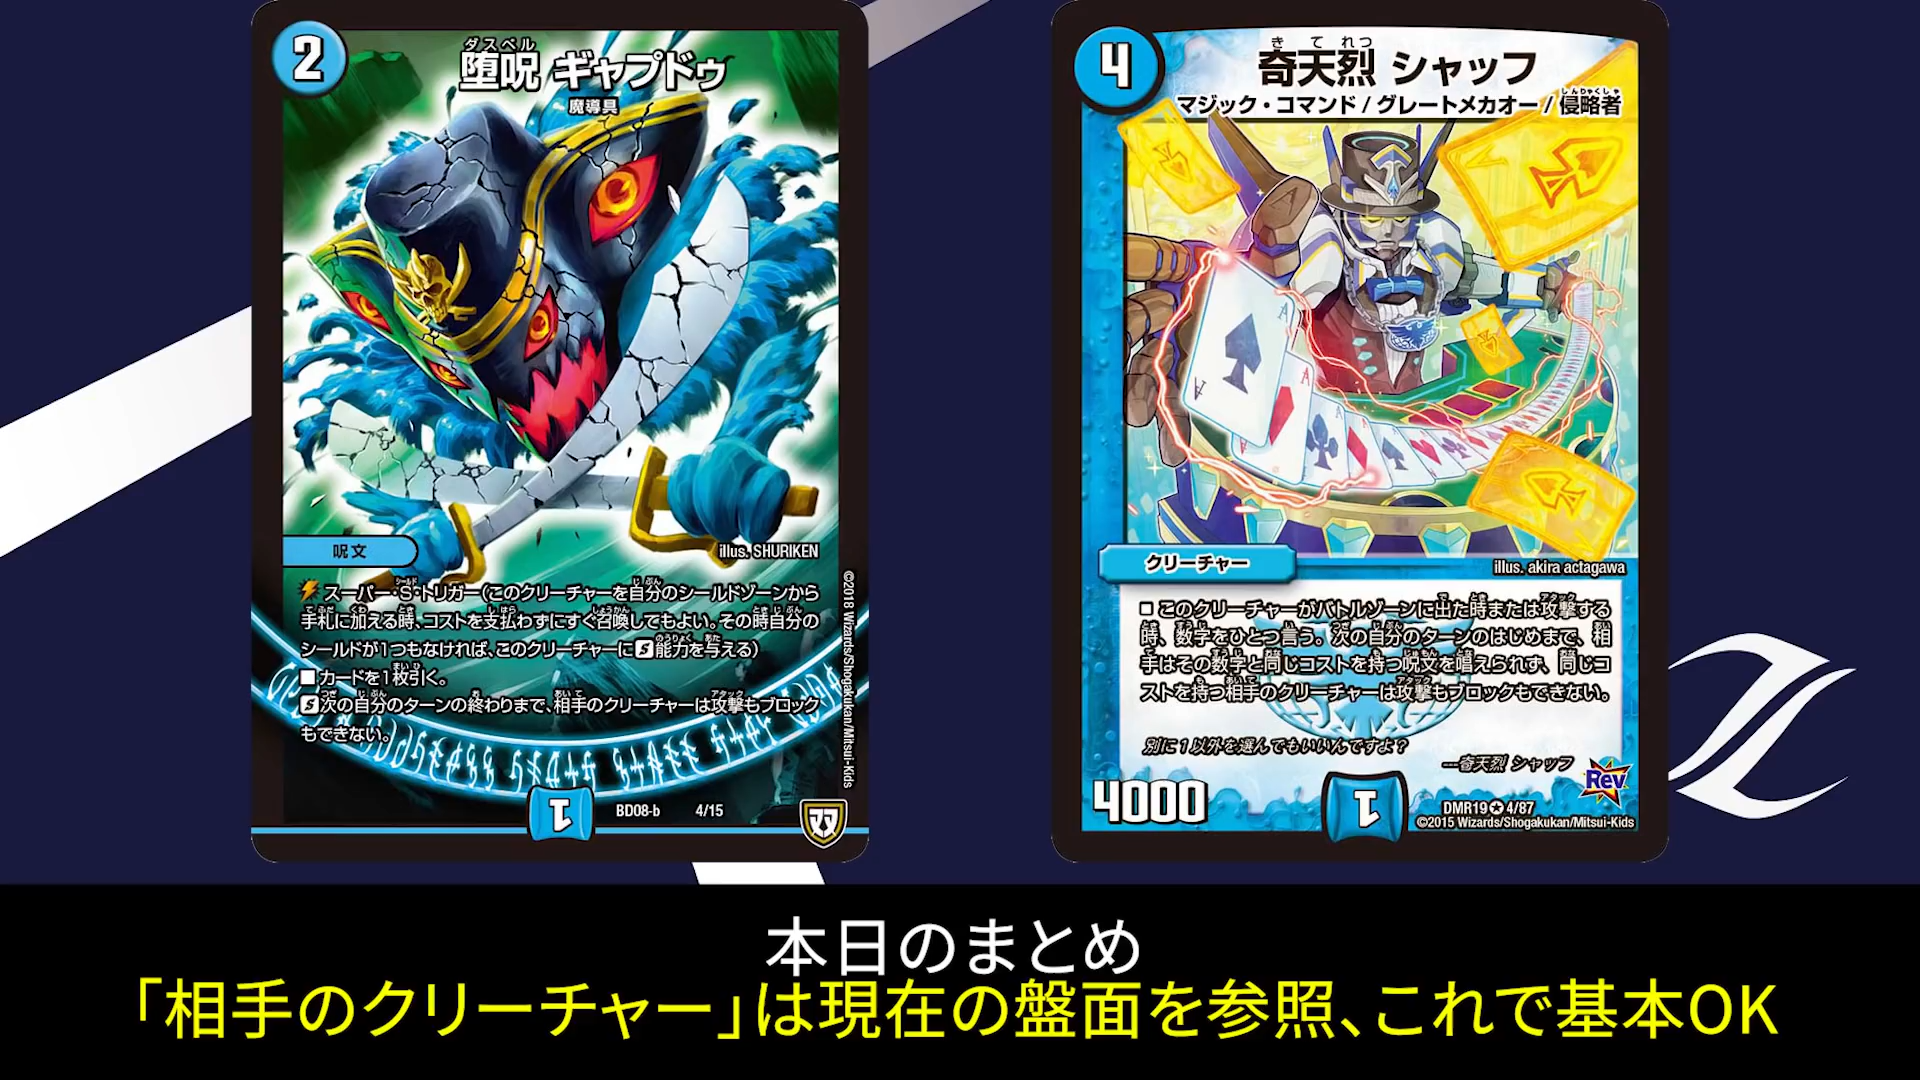 2
ダスペル
堕呪 ギャプドゥ
魔導具
呪文
illus. SHURIKEN
スーパー・S・トリガー(このクリーチャーを自分のシールドゾーンから
手札に加える時、コストを支払わずにすぐ召喚してもよい。その時自分の
シールドが1つもなければ、このクリーチャーにS能力を与える)
■カードを1枚引く。
S次の自分のターンの終わりまで、相手のクリーチャーは攻撃もブロック
もできない。
©2018 Wizards/Shogakukan/Mitsui-Kids
1
BD08-b 4/15
4
きてれつ
奇天烈 シャッフ
しんりゃくしゃ
マジック・コマンド / グレートメカオー / 侵略者
クリーチャー
illus. akira actagawa
■ このクリーチャーがバトルゾーンに出た時または攻撃する
時、数字をひとつ言う。次の自分のターンのはじめまで、相
手はその数字と同じコストを持つ呪文を唱えられず、同じコ
ストを持つ相手のクリーチャーは攻撃もブロックもできない。
別に1以外を選んでもいいんですよ?
---奇天烈 シャッフ
Rev
4000
1
DMR19 4/87
©2015 Wizards/Shogakukan/Mitsui-Kids
本日のまとめ
「相手のクリーチャー」は現在の盤面を参照、これで基本OK